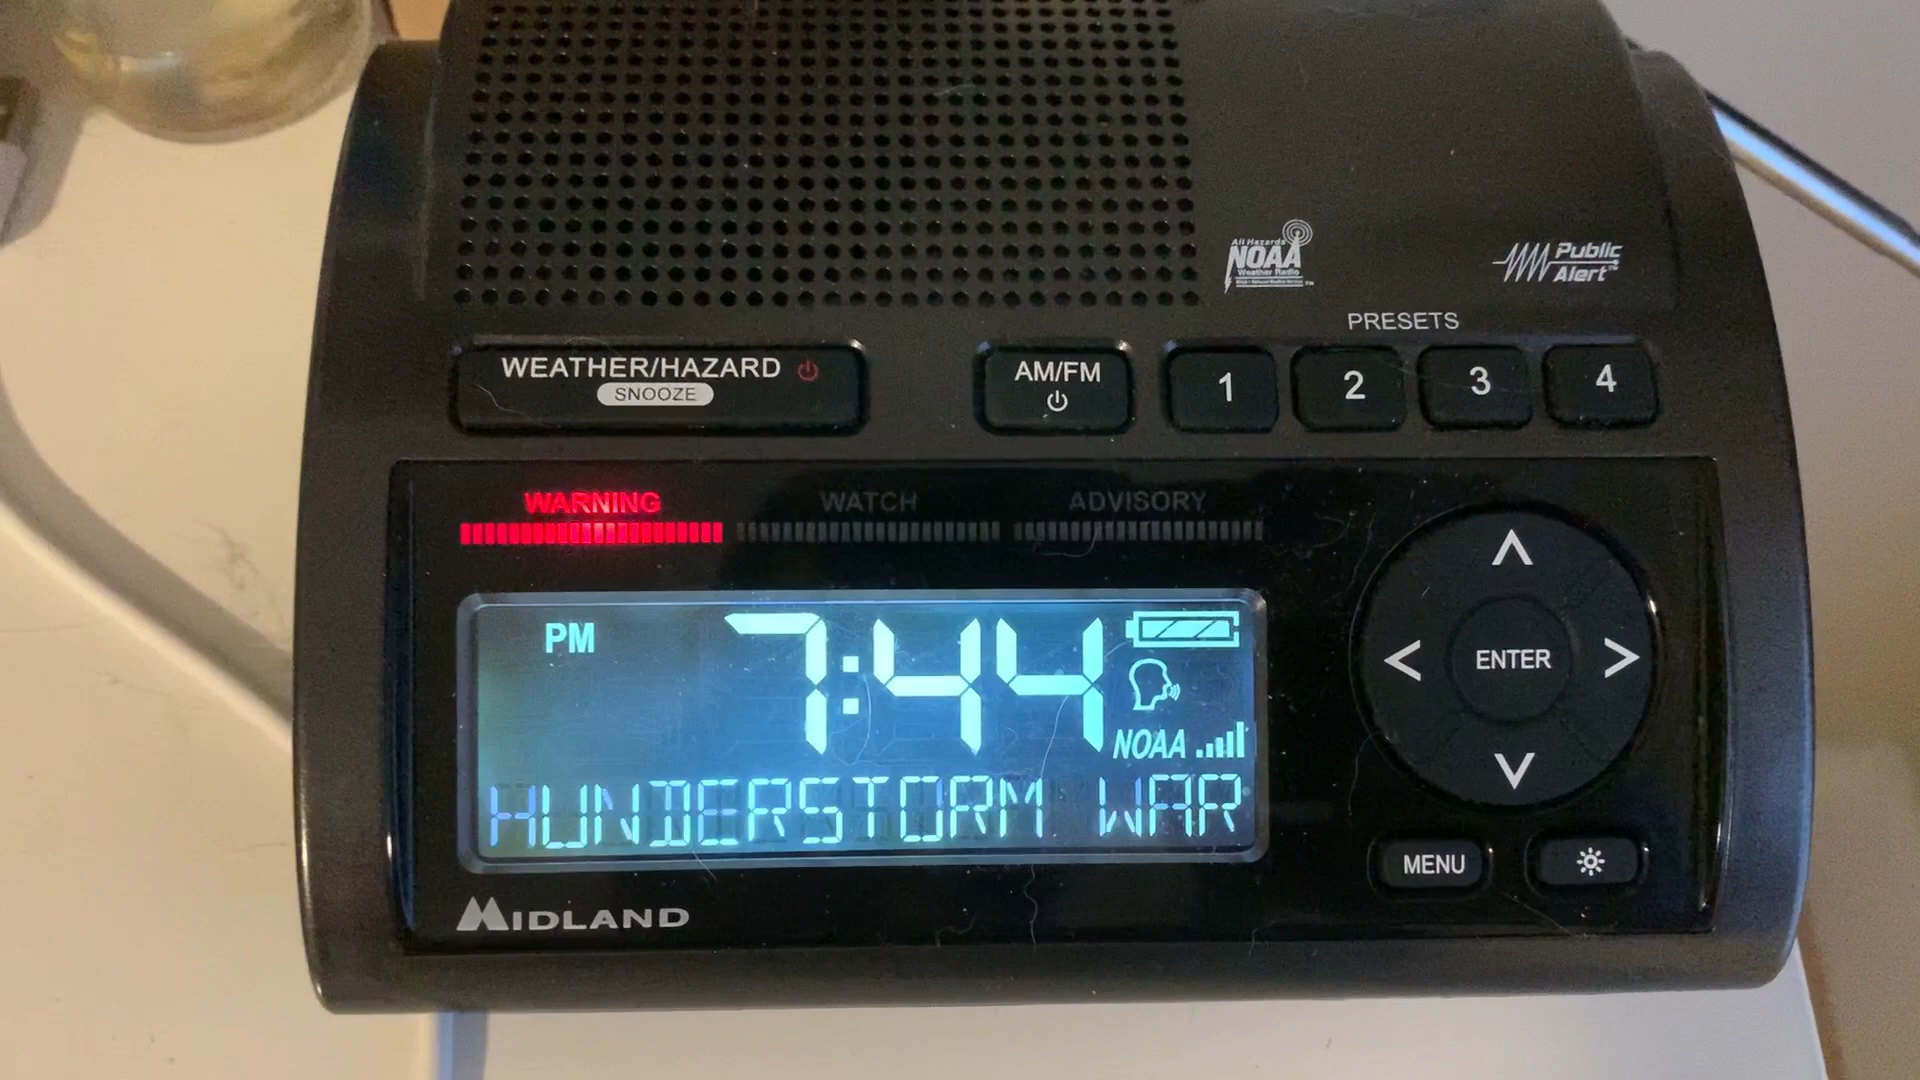 All Hazards
NOAA
Weather Radio
Public
Alert™
PRESETS
WEATHER/HAZARD
SNOOZE
AM/FM
1
2
3
4
WARNING
WATCH
ADVISORY
PM
7:44
NOAA
HUNDERSTORM WAR
ENTER
MENU
MIDLAND